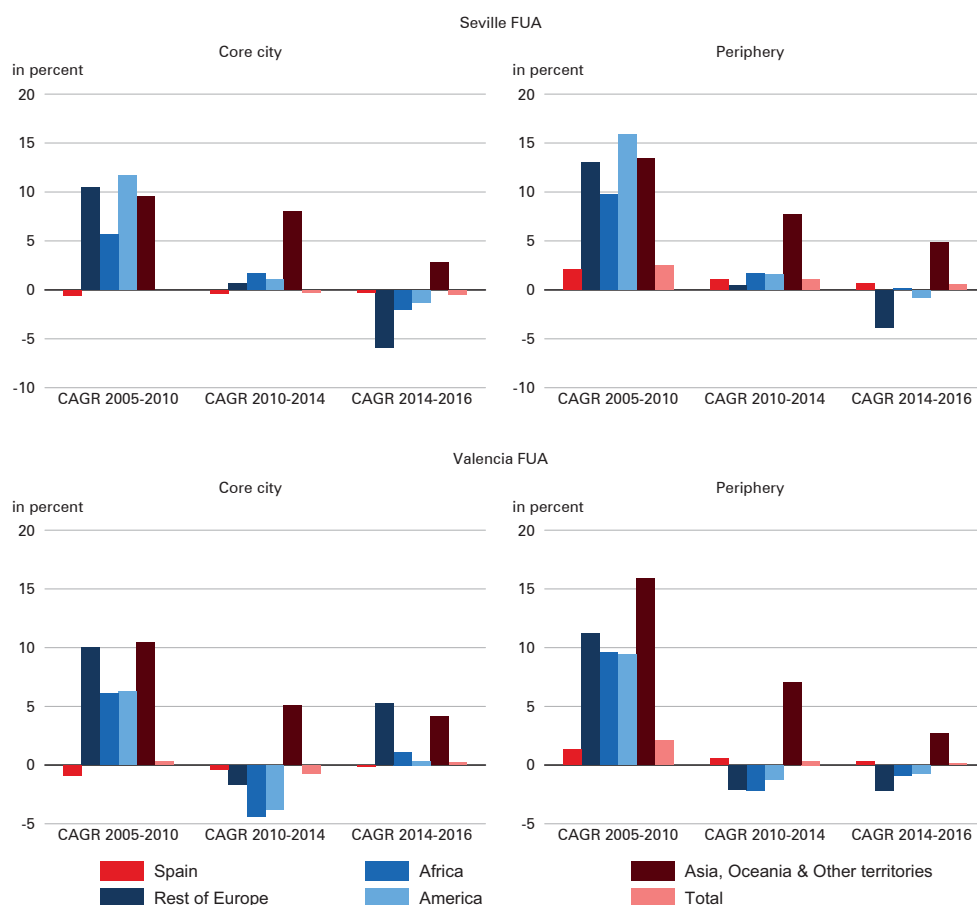 Seville FUA
Core city
Periphery
in percent
in percent
20
15
10
5
0
-5
-10
20
15
10
5
0
-5
-10
CAGR 2005-2010 CAGR 2010-2014 CAGR 2014-2016
CAGR 2005-2010 CAGR 2010-2014 CAGR 2014-2016
Valencia FUA
Core city
Periphery
in percent
in percent
20
15
10
5
0
-5
20
15
10
5
0
-5
CAGR 2005-2010 CAGR 2010-2014 CAGR 2014-2016
CAGR 2005-2010 CAGR 2010-2014 CAGR 2014-2016
Spain
Africa
Asia, Oceania & Other territories
Rest of Europe
America
Total